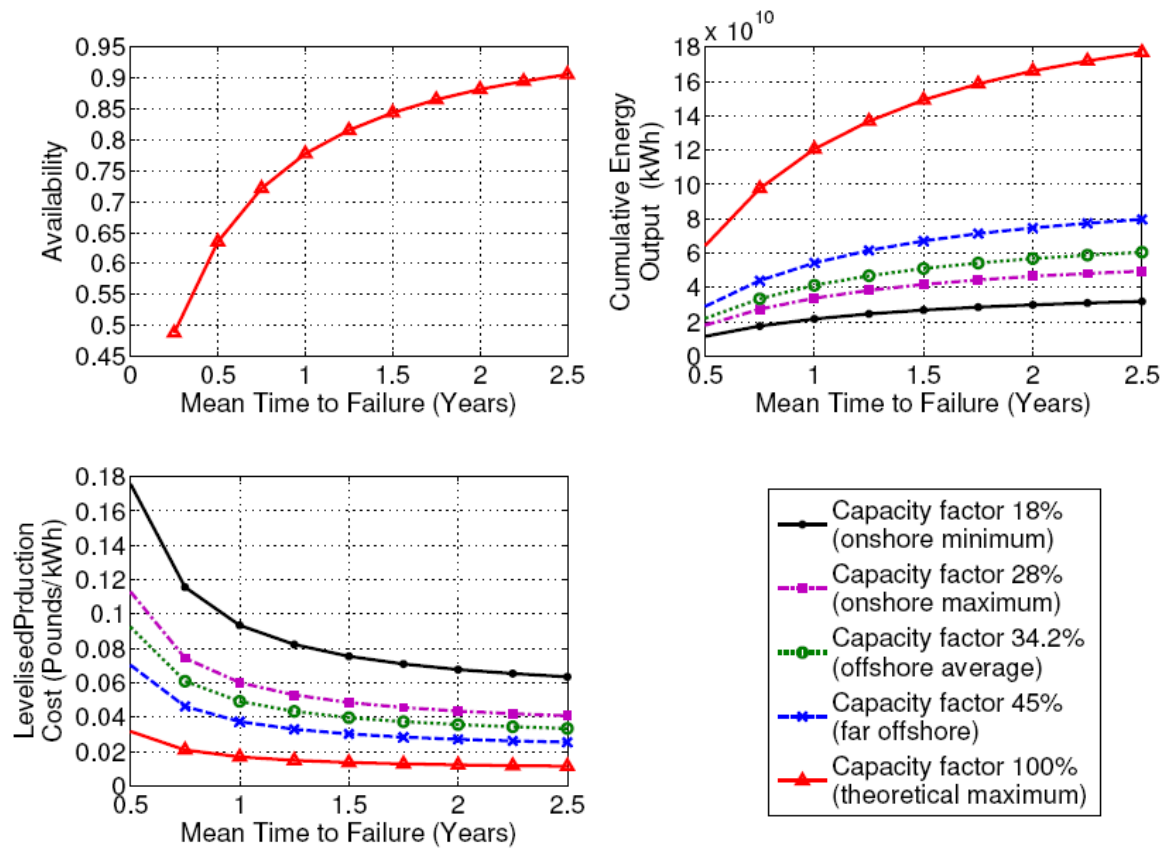 0.95
0.9
0.85
0.8
0.75
0.7
0.65
0.6
0.55
0.5
0.45
Availability
0 0.5 1 1.5 2 2.5
Mean Time to Failure (Years)
x 10^10
18
16
14
12
10
8
6
4
2
0
Cumulative Energy
Output (kWh)
0.5 1 1.5 2 2.5
Mean Time to Failure (Years)
0.18
0.16
0.14
0.12
0.1
0.08
0.06
0.04
0.02
0
LevelisedPrduction
Cost (Pounds/kWh)
0.5 1 1.5 2 2.5
Mean Time to Failure (Years)
Capacity factor 18%
(onshore minimum)
Capacity factor 28%
(onshore maximum)
Capacity factor 34.2%
(offshore average)
Capacity factor 45%
(far offshore)
Capacity factor 100%
(theoretical maximum)